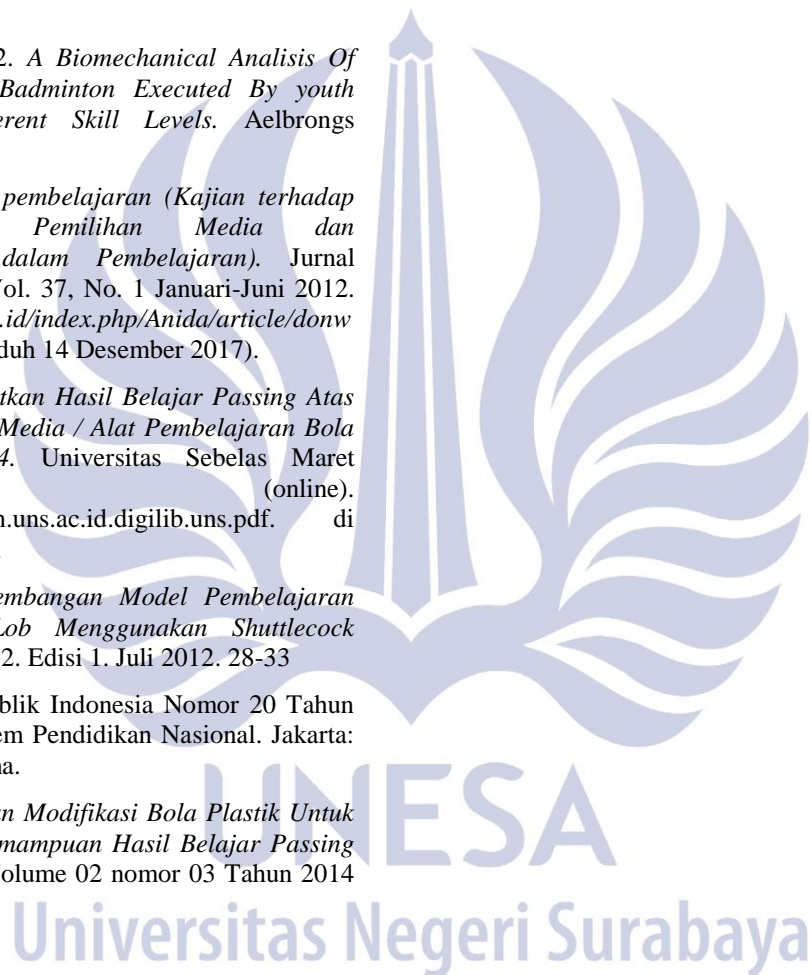 2. A Biomechanical Analisis Of
Badminton Executed By youth
erent Skill Levels. Aelbrongs
pembelajaran (Kajian terhadap
Pemilihan Media dan
dalam Pembelajaran). Jurnal
Vol. 37, No. 1 Januari-Juni 2012.
.id/index.php/Anida/article/donw
duh 14 Desember 2017).
tkan Hasil Belajar Passing Atas
Media / Alat Pembelajaran Bola
4. Universitas Sebelas Maret
(online).
n.uns.ac.id.digilib.uns.pdf. di
embangan Model Pembelajaran
Lob Menggunakan Shuttlecock
2. Edisi 1. Juli 2012. 28-33
blik Indonesia Nomor 20 Tahun
em Pendidikan Nasional. Jakarta:
na.
an Modifikasi Bola Plastik Untuk
mampuan Hasil Belajar Passing
Volume 02 nomor 03 Tahun 2014
UNESA
Universitas Negeri Surabaya